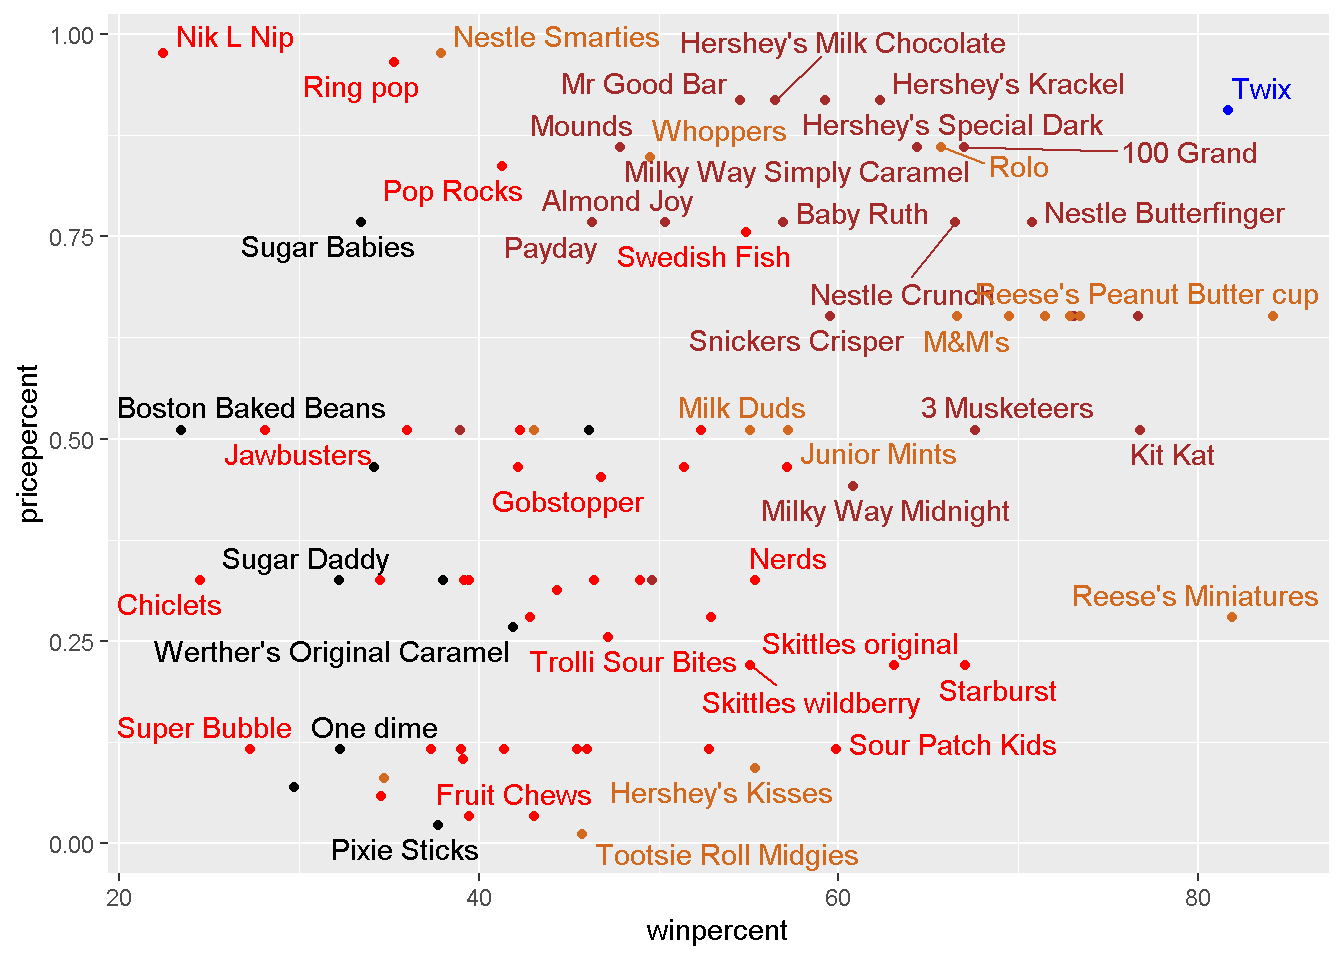 1.00
Nik L Nip
Nestle Smarties
Hershey's Milk Chocolate
Ring pop
Mr Good Bar
Hershey's Krackel
Twix
Mounds
Whoppers
Hershey's Special Dark
100 Grand
Milky Way Simply Caramel
Rolo
Pop Rocks
Almond Joy
Baby Ruth
Nestle Butterfinger
0.75
Sugar Babies
Payday
Swedish Fish
Nestle Crunch
Reese's Peanut Butter cup
Snickers Crisper
M&M's
Boston Baked Beans
Milk Duds
3 Musketeers
0.50
Jawbusters
Junior Mints
Kit Kat
Gobstopper
Milky Way Midnight
Sugar Daddy
Nerds
Chiclets
Reese's Miniatures
0.25
Werther's Original Caramel
Skittles original
Trolli Sour Bites
Starburst
Skittles wildberry
Super Bubble
One dime
Sour Patch Kids
Fruit Chews
Hershey's Kisses
0.00
Pixie Sticks
Tootsie Roll Midgies
20
40
60
80
winpercent
pricepercent